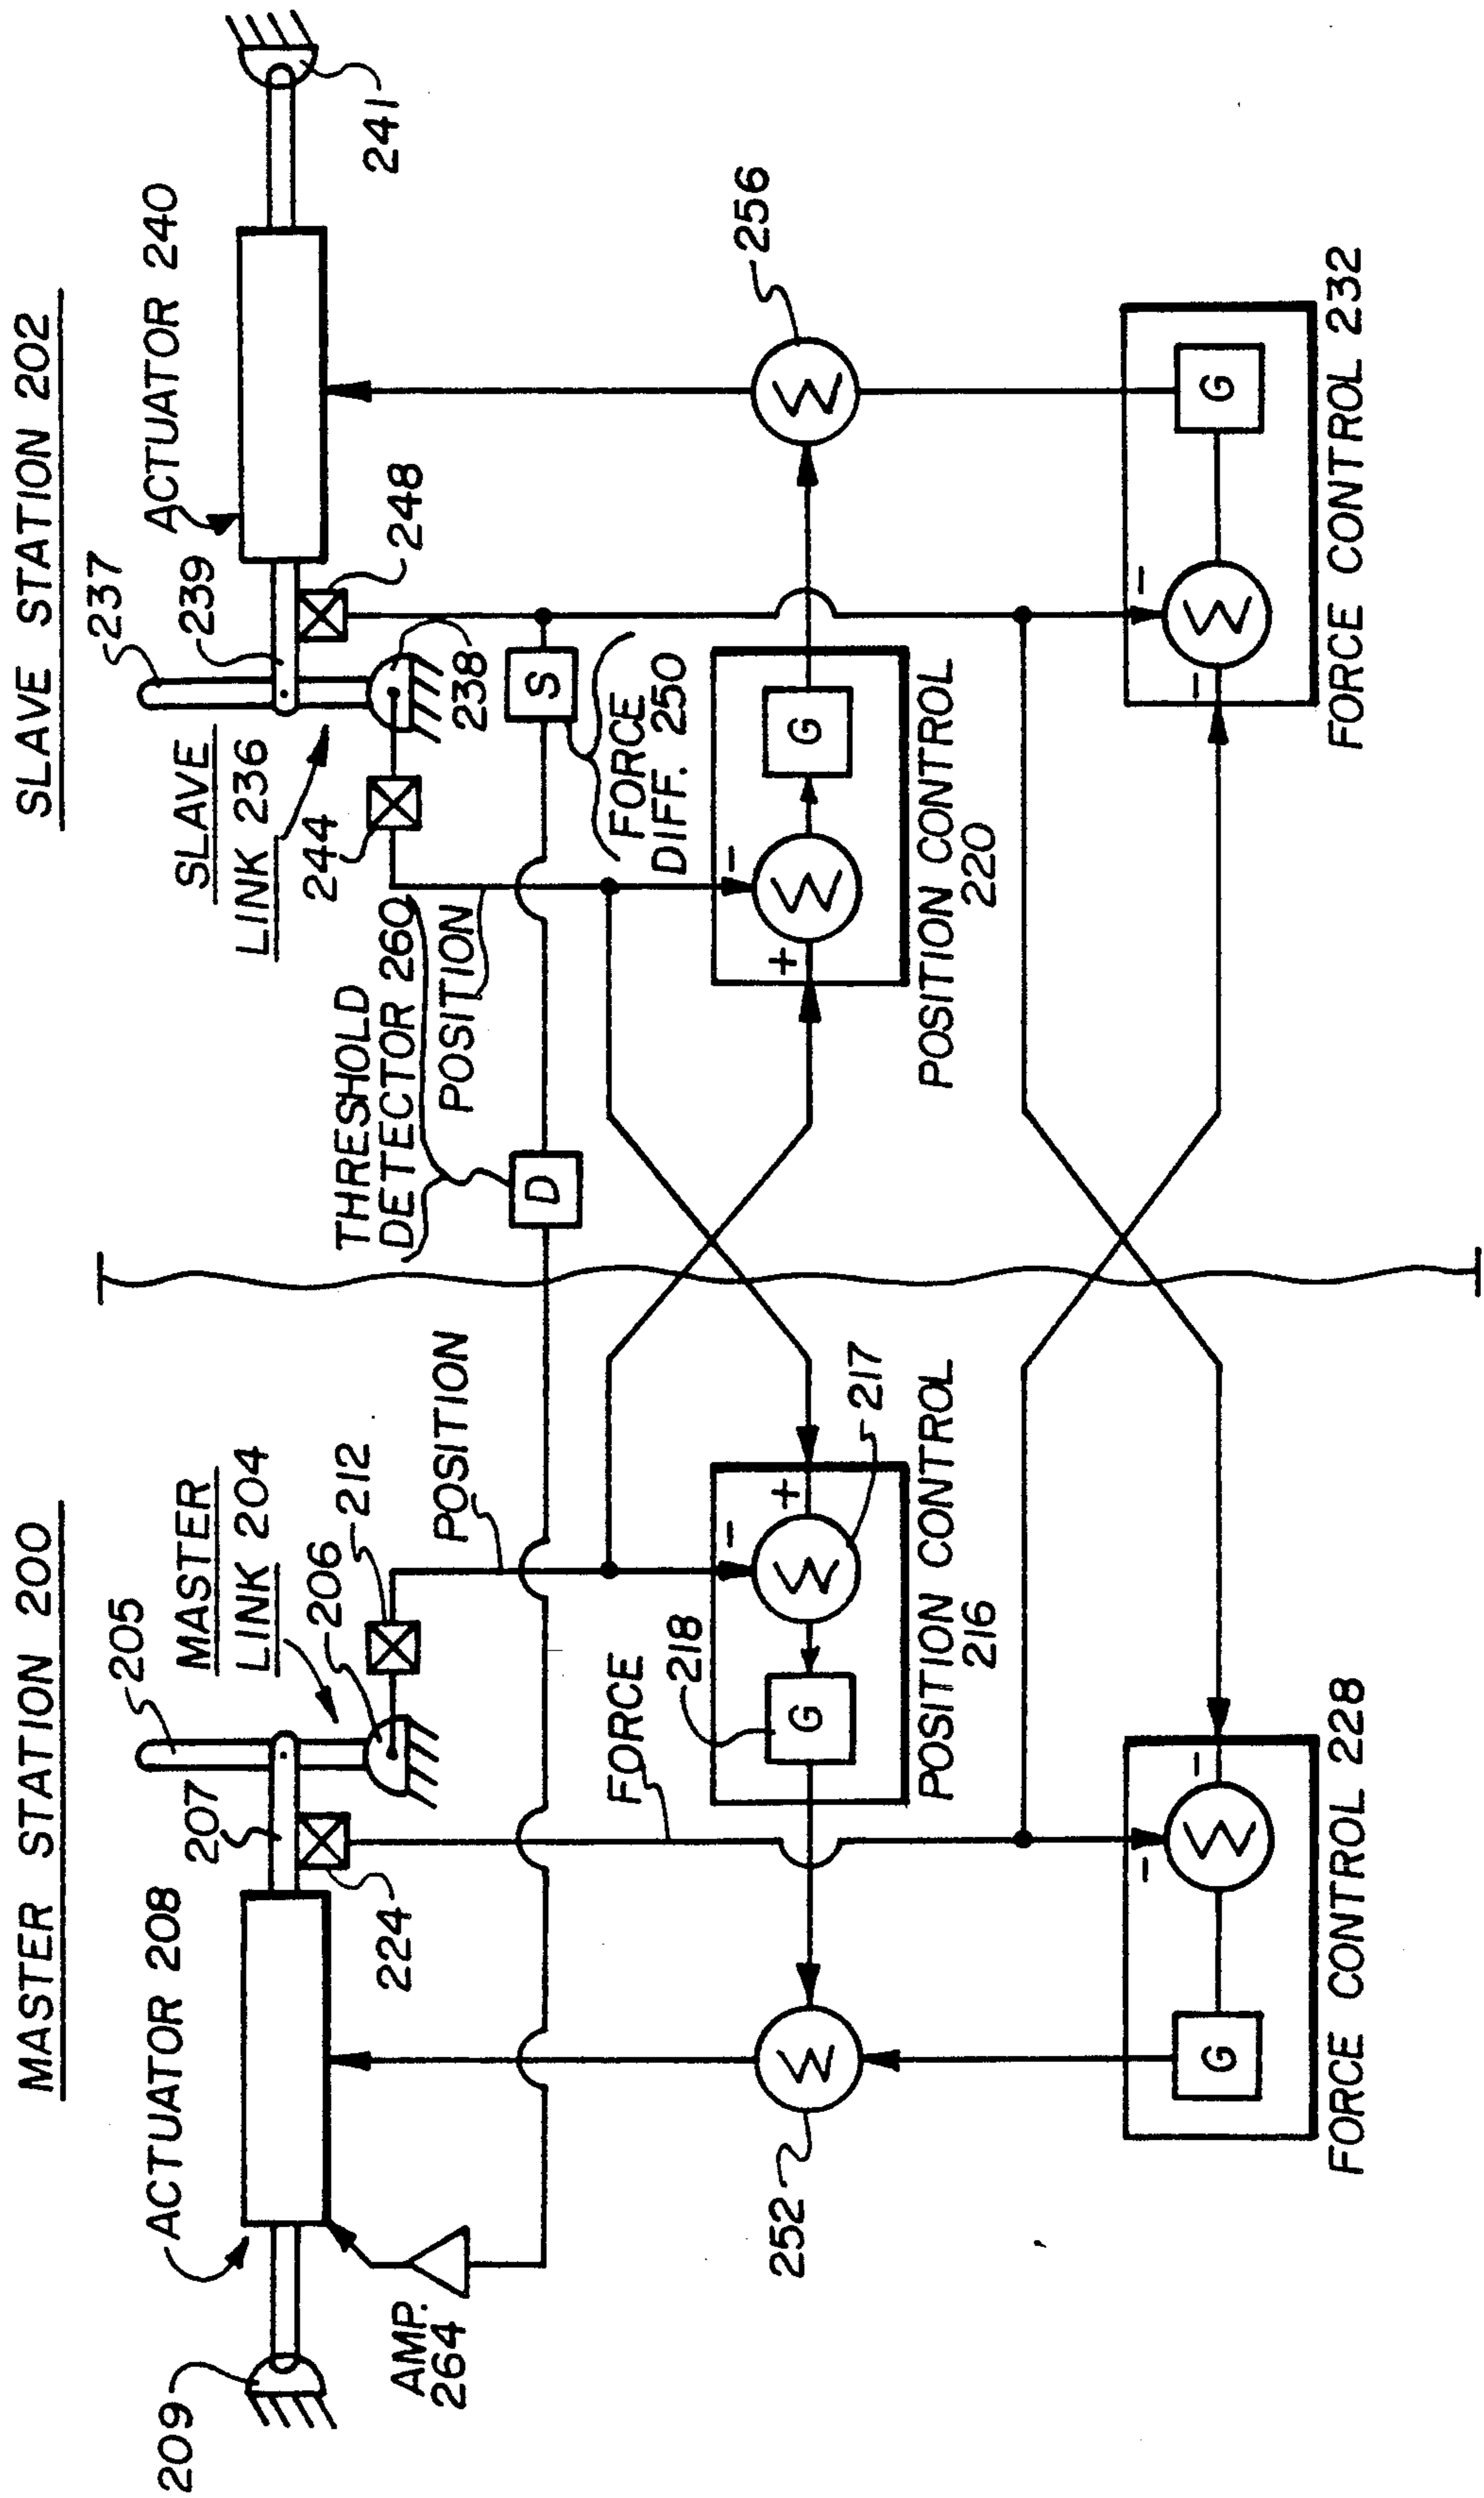 MASTER STATION 200
SLAVE STATION 202
ACTUATOR 208
209
207
205
MASTER
LINK 204
206
212
224
AMP.
264
POSITION
THRESHOLD
DETECTOR 260
D
POSITION
SLAVE
LINK 236
244
237
239
ACTUATOR 240
248
238
241
S
FORCE
DIFF. 250
FORCE
218
G
Σ
-
+
217
POSITION CONTROL
216
252
Σ
+
-
Σ
G
POSITION CONTROL
220
Σ
256
G
Σ
-
-
FORCE CONTROL 228
-
-
Σ
G
FORCE CONTROL 232